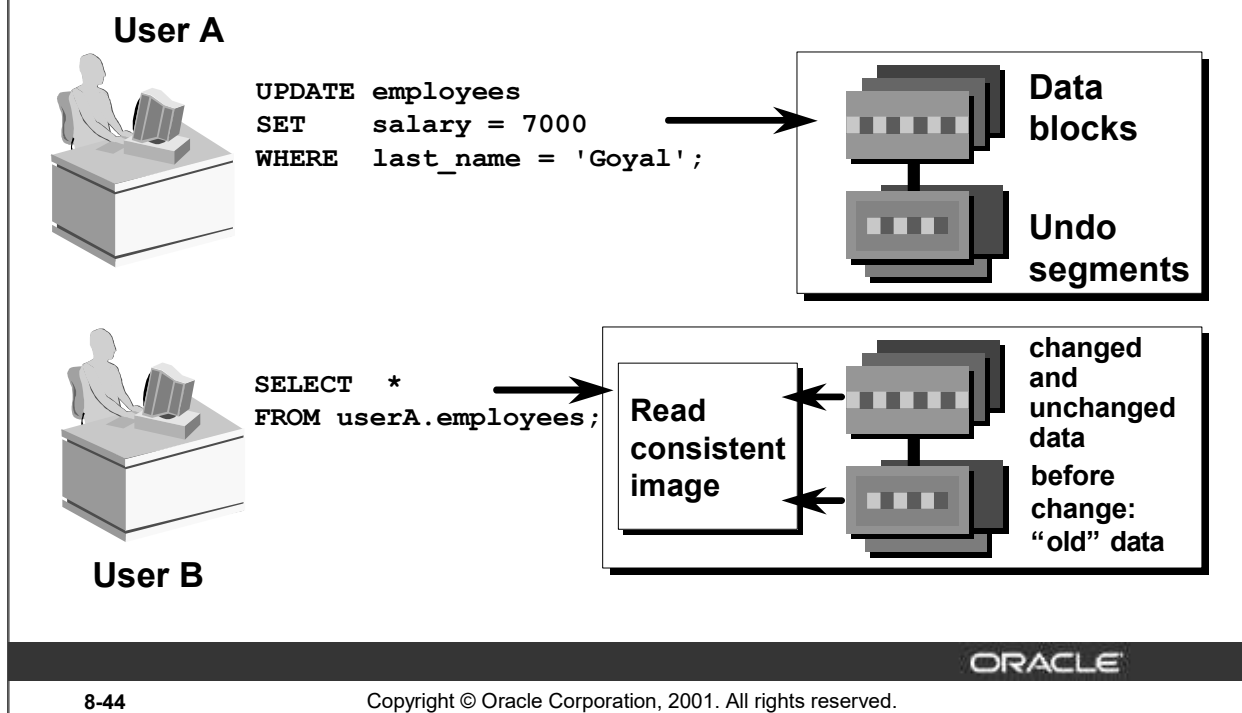 User A
UPDATE employees
SET salary = 7000
WHERE last_name = 'Goyal';
Data
blocks
Undo
segments
SELECT *
FROM userA.employees;
Read
consistent
image
changed
and
unchanged
data
before
change:
“old” data
User B
ORACLE
8-44
Copyright © Oracle Corporation, 2001. All rights reserved.